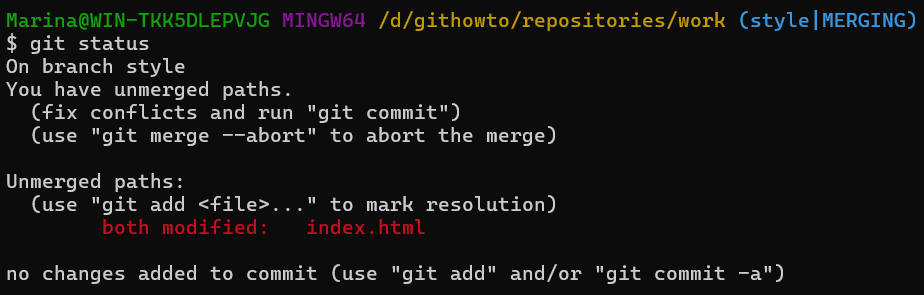 Marina@WIN-TKK5DLEPVJG MINGW64 /d/githowto/repositories/work (style|MERGING)
$ git status
On branch style
You have unmerged paths.
  (fix conflicts and run "git commit")
  (use "git merge --abort" to abort the merge)

Unmerged paths:
  (use "git add <file>..." to mark resolution)
        both modified:   index.html

no changes added to commit (use "git add" and/or "git commit -a")